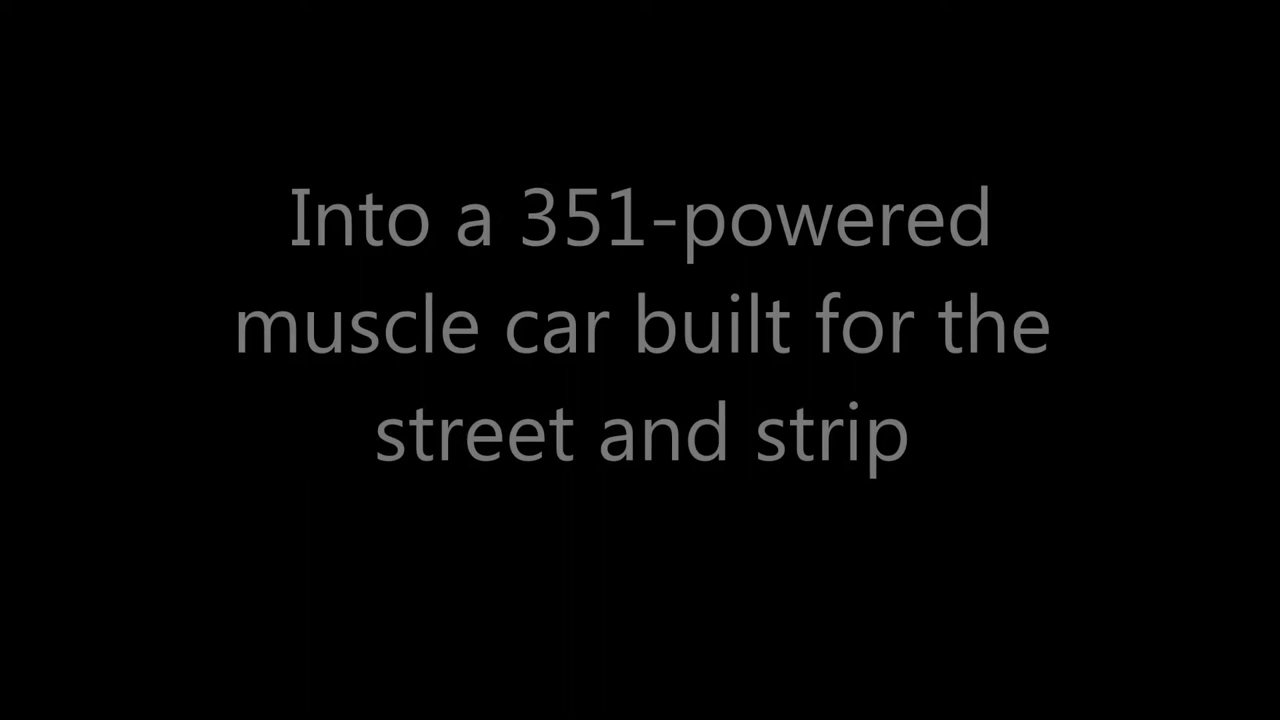 Into a 351-powered
muscle car built for the
street and strip